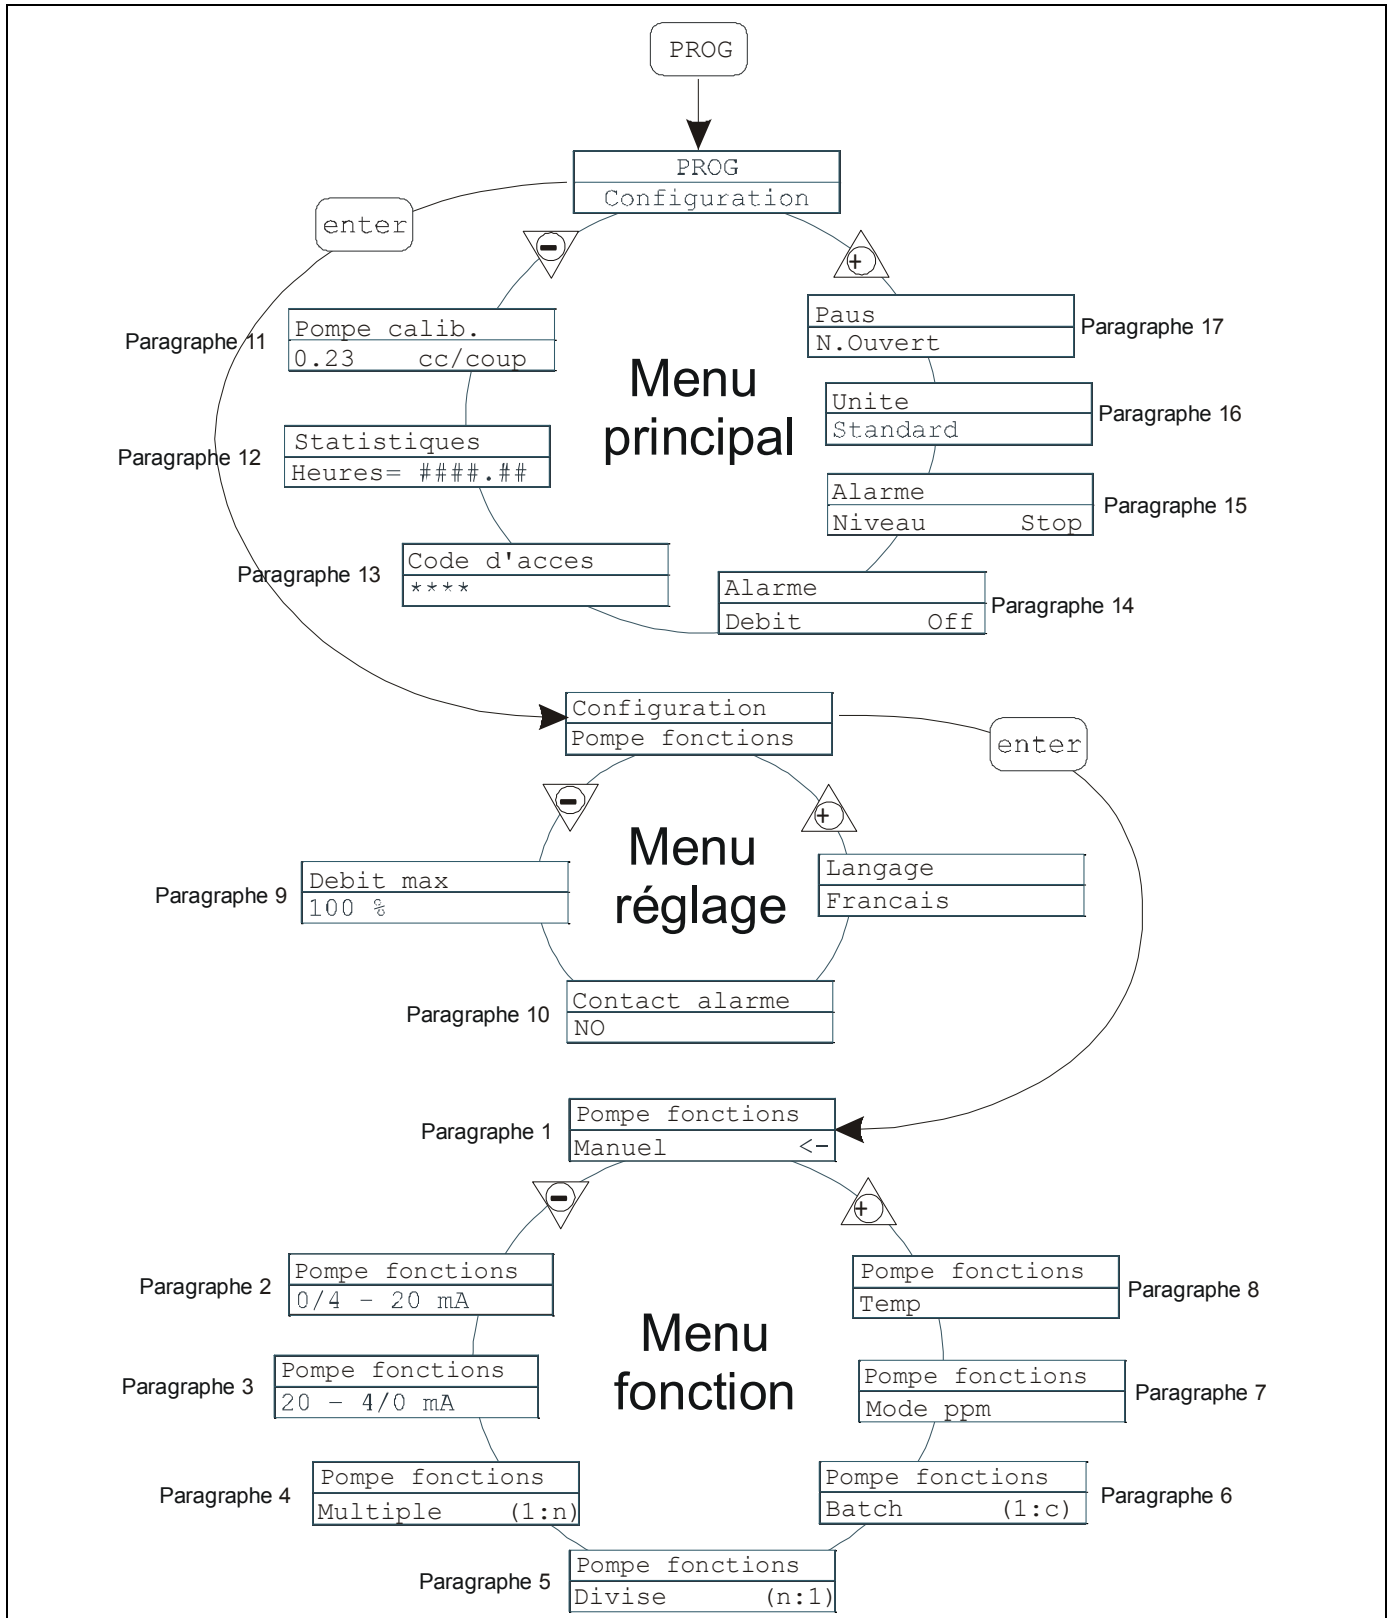 PROG
PROG
Configuration
enter
Paragraphe 11
Pompe calib.
0.23 cc/coup
Paus
N.Ouvert
Paragraphe 17
Menu
principal
Unite
Standard
Paragraphe 16
Paragraphe 12
Statistiques
Heures= ####.##
Alarme
Niveau Stop
Paragraphe 15
Paragraphe 13
Code d'acces
****
Alarme
Debit Off
Paragraphe 14
Configuration
Pompe fonctions
enter
Menu
réglage
Paragraphe 9
Debit max
100 %
Langage
Francais
Paragraphe 10
Contact alarme
NO
Paragraphe 1
Pompe fonctions
Manuel <-
Paragraphe 2
Pompe fonctions
0/4 - 20 mA
Pompe fonctions
Temp
Paragraphe 8
Menu
fonction
Paragraphe 3
Pompe fonctions
20 - 4/0 mA
Pompe fonctions
Mode ppm
Paragraphe 7
Paragraphe 4
Pompe fonctions
Multiple (1:n)
Pompe fonctions
Batch (1:c)
Paragraphe 6
Paragraphe 5
Pompe fonctions
Divise (n:1)